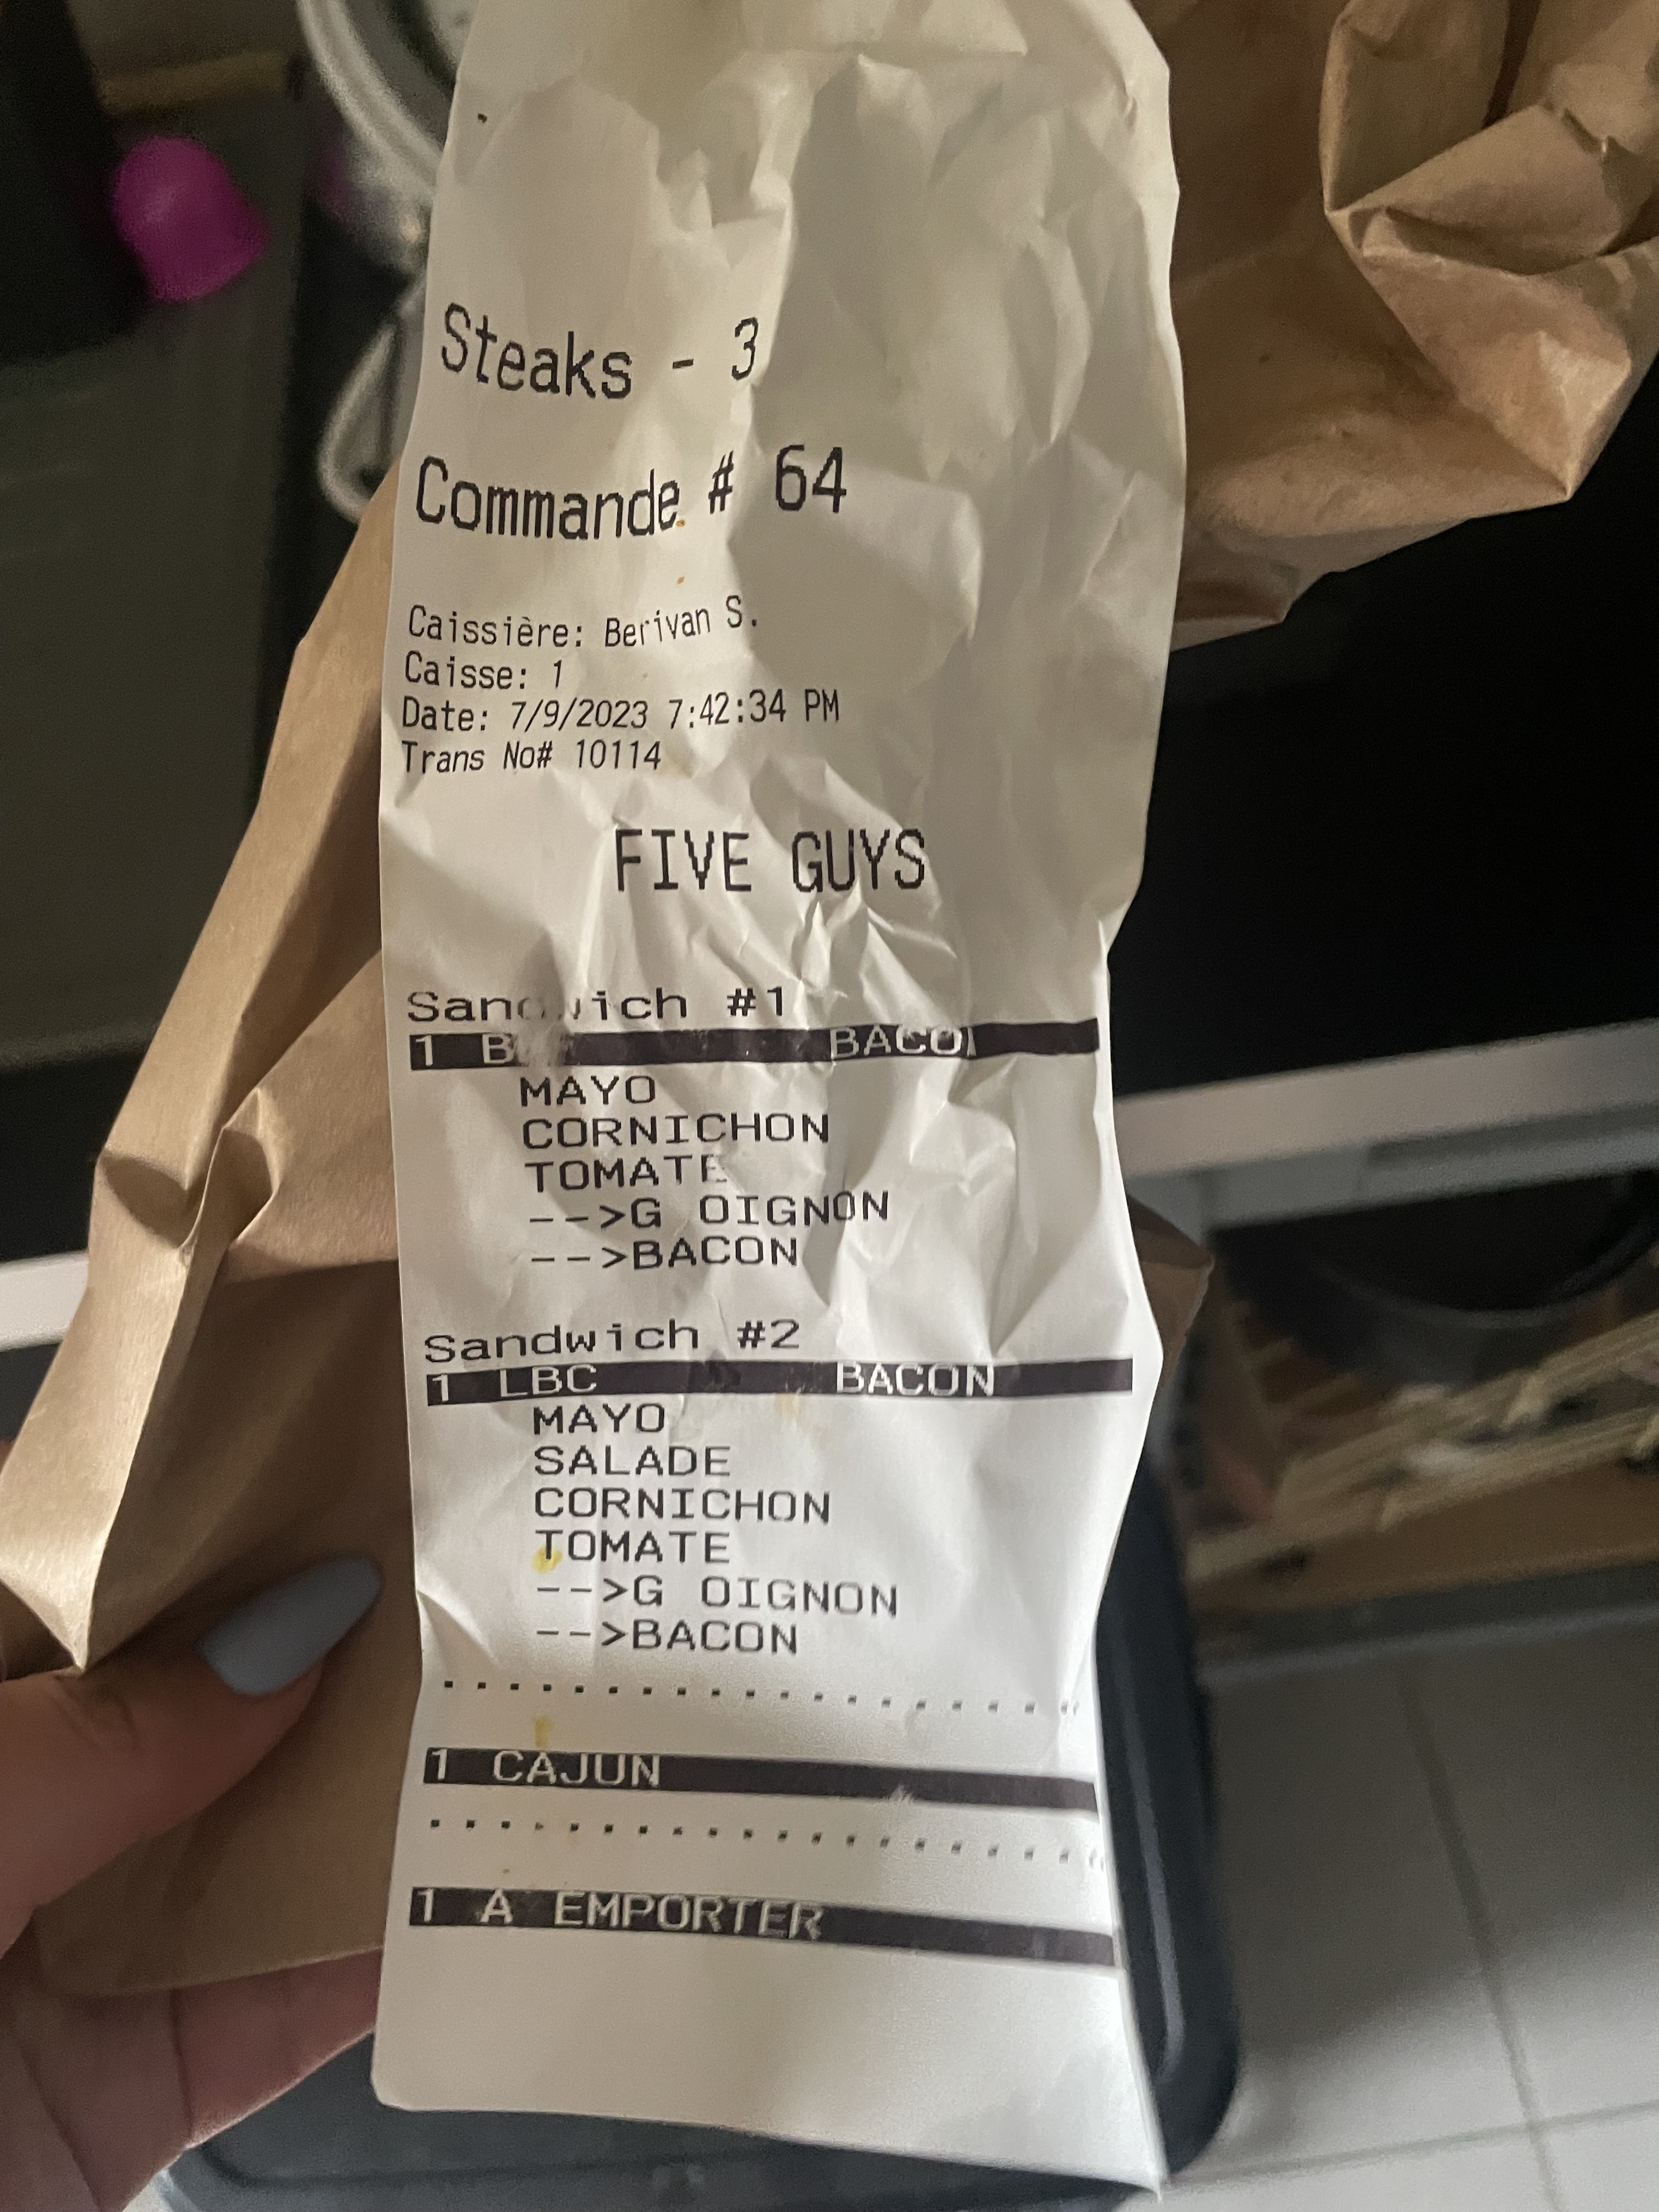 Steaks - 3
Commande # 64
Caissière: Berivan S.
Caisse: 1
Date: 7/9/2023 7:42:34 PM
Trans No# 10114
FIVE GUYS
Sandwich #1
1 BACON
MAYO
CORNICHON
TOMATE
-->G OIGNON
-->BACON
Sandwich #2
1 LBC BACON
MAYO
SALADE
CORNICHON
TOMATE
-->G OIGNON
-->BACON
1 CAJUN
1 A EMPORTER